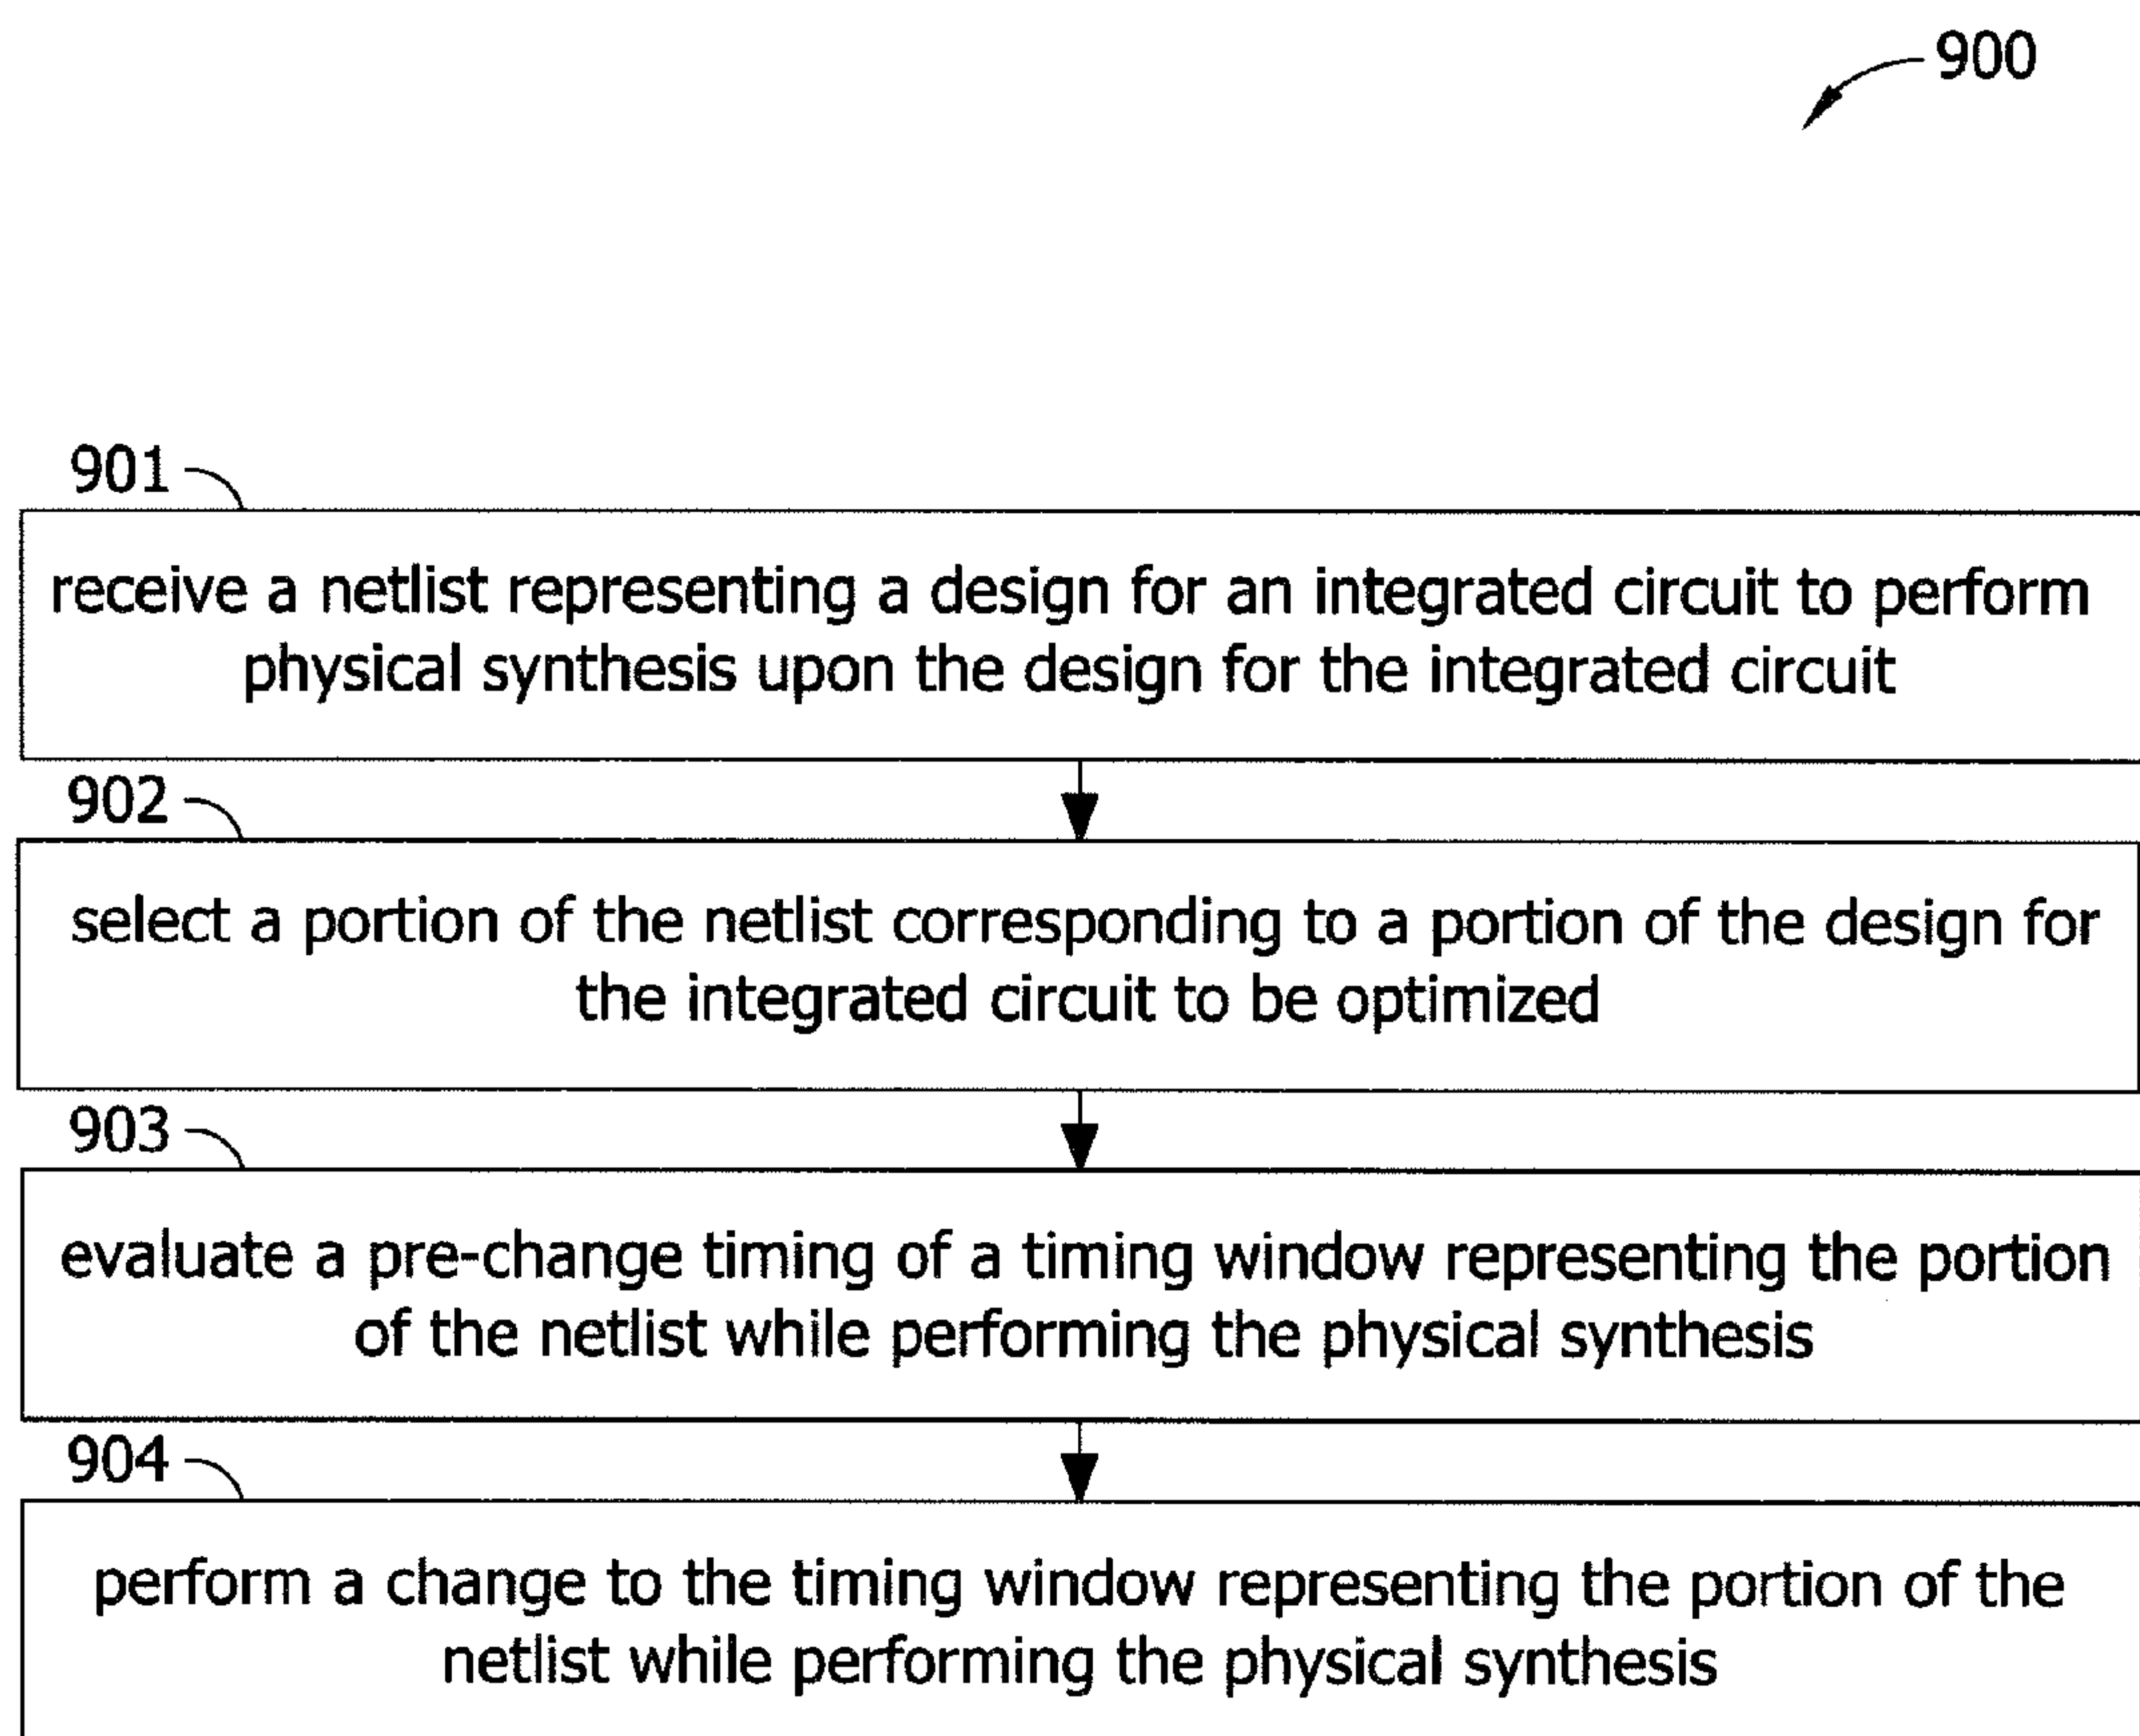 900
901
receive a netlist representing a design for an integrated circuit to perform
physical synthesis upon the design for the integrated circuit
902
select a portion of the netlist corresponding to a portion of the design for
the integrated circuit to be optimized
903
evaluate a pre-change timing of a timing window representing the portion
of the netlist while performing the physical synthesis
904
perform a change to the timing window representing the portion of the
netlist while performing the physical synthesis